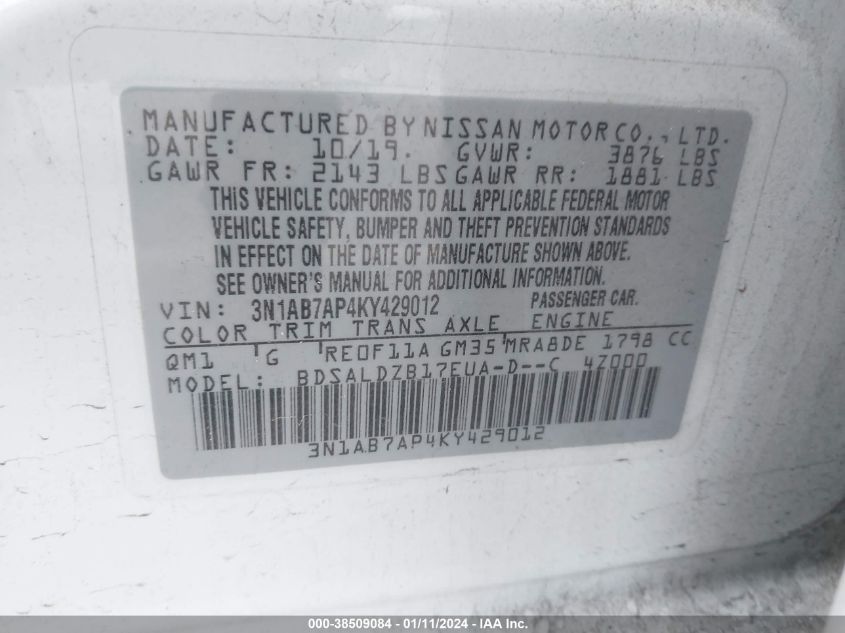 MANUFACTURED BY NISSAN MOTOR CO., LTD.
DATE: 10/19. GVWR: 3876 LBS
GAWR FR: 2143 LBS GAWR RR: 1881 LBS
THIS VEHICLE CONFORMS TO ALL APPLICABLE FEDERAL MOTOR
VEHICLE SAFETY, BUMPER AND THEFT PREVENTION STANDARDS
IN EFFECT ON THE DATE OF MANUFACTURE SHOWN ABOVE.
SEE OWNER'S MANUAL FOR ADDITIONAL INFORMATION.
VIN: 3N1AB7AP4KY429012 PASSENGER CAR.
COLOR TRIM TRANS AXLE ENGINE
QM1 'G 'RE0F11A GM35'MRA8DE 1798 CC
MODEL: BDSALDZB17EUA-D--C 4Z000
3N1AB7AP4KY429012
000-38509084 - 01/11/2024 - IAA Inc.